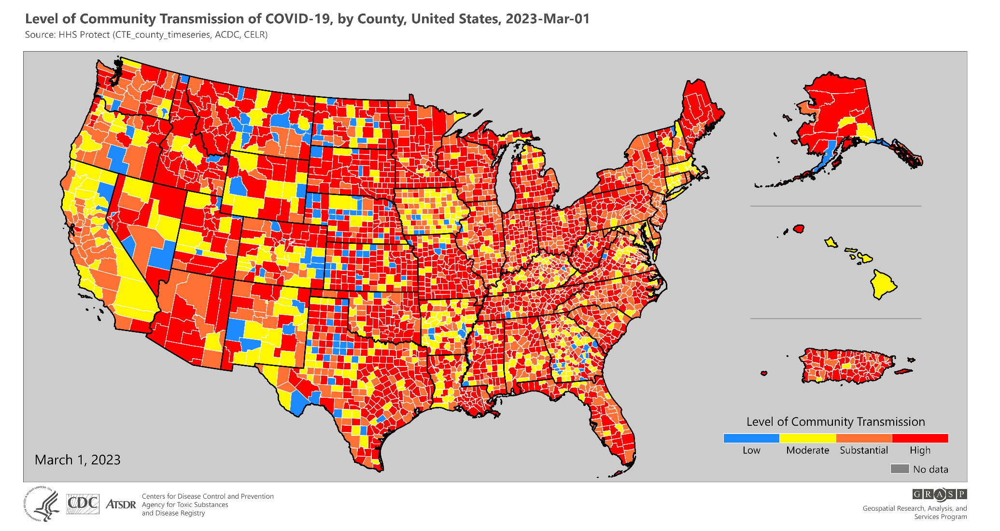 Level of Community Transmission of COVID-19, by County, United States, 2023-Mar-01
Source: HHS Protect (CTE_county_timeseries, ACDC, CELR)
Level of Community Transmission
Low Moderate Substantial High
No data
March 1, 2023
CDC
ATSDR
Centers for Disease Control and Prevention
Agency for Toxic Substances
and Disease Registry
GRASP
Geospatial Research, Analysis, and
Services Program